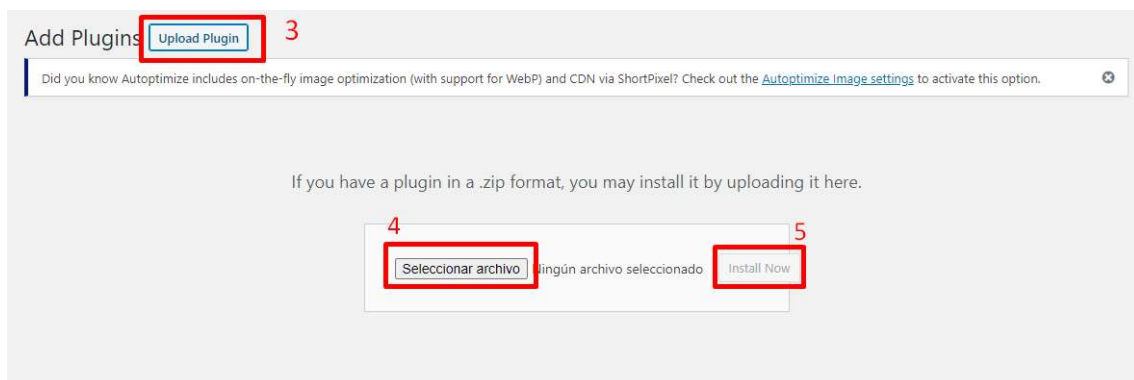 Add Plugins Upload Plugin 3
Did you know Autoptimize includes on-the-fly image optimization (with support for WebP) and CDN via ShortPixel? Check out the Autoptimize Image settings to activate this option.
If you have a plugin in a .zip format, you may install it by uploading it here.
4 5
Seleccionar archivo Ningún archivo seleccionado Install Now